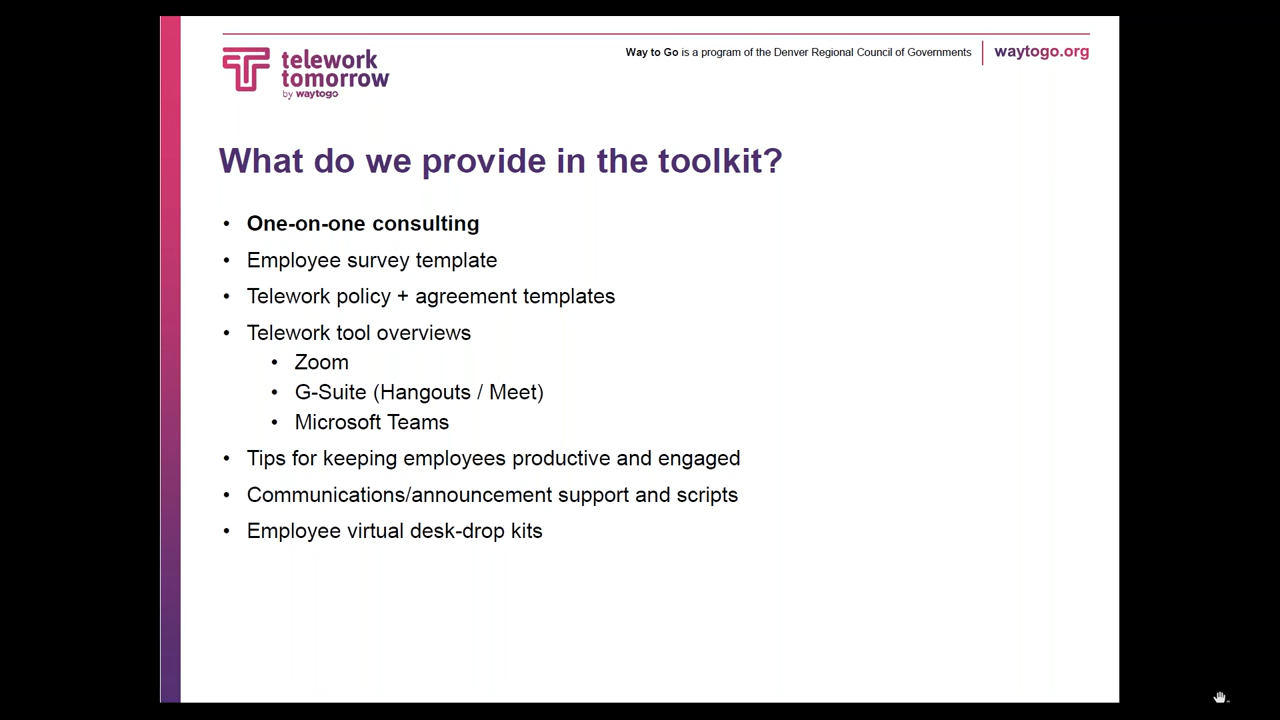 telework
tomorrow
by waytogo
Way to Go is a program of the Denver Regional Council of Governments
waytogo.org
What do we provide in the toolkit?
• One-on-one consulting
• Employee survey template
• Telework policy + agreement templates
• Telework tool overviews
• Zoom
• G-Suite (Hangouts / Meet)
• Microsoft Teams
• Tips for keeping employees productive and engaged
• Communications/announcement support and scripts
• Employee virtual desk-drop kits